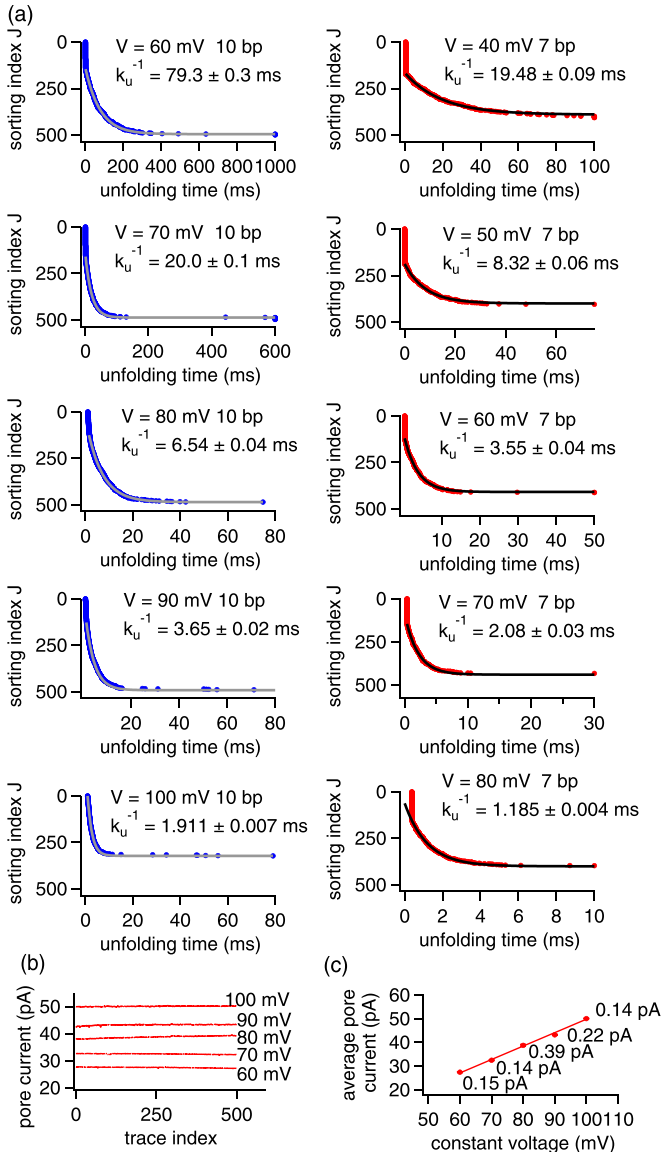 (a)
V = 60 mV 10 bp
k_u^-1 = 79.3 ± 0.3 ms
sorting index J
0
250
500
0 200 400 600 800 1000
unfolding time (ms)
V = 40 mV 7 bp
k_u^-1 = 19.48 ± 0.09 ms
sorting index J
0
250
500
0 20 40 60 80 100
unfolding time (ms)
V = 70 mV 10 bp
k_u^-1 = 20.0 ± 0.1 ms
sorting index J
0
250
500
0 200 400 600
unfolding time (ms)
V = 50 mV 7 bp
k_u^-1 = 8.32 ± 0.06 ms
sorting index J
0
250
500
0 20 40 60
unfolding time (ms)
V = 80 mV 10 bp
k_u^-1 = 6.54 ± 0.04 ms
sorting index J
0
250
500
0 20 40 60 80
unfolding time (ms)
V = 60 mV 7 bp
k_u^-1 = 3.55 ± 0.04 ms
sorting index J
0
250
500
10 20 30 40 50
unfolding time (ms)
V = 90 mV 10 bp
k_u^-1 = 3.65 ± 0.02 ms
sorting index J
0
250
500
20 40 60 80
unfolding time (ms)
V = 70 mV 7 bp
k_u^-1 = 2.08 ± 0.03 ms
sorting index J
0
250
500
0 10 20 30
unfolding time (ms)
V = 100 mV 10 bp
k_u^-1 = 1.911 ± 0.007 ms
sorting index J
0
250
500
0 20 40 60 80
unfolding time (ms)
V = 80 mV 7 bp
k_u^-1 = 1.185 ± 0.004 ms
sorting index J
0
250
500
0 2 4 6 8 10
unfolding time (ms)
(b)
pore current (pA)
60
50
40
30
20
100 mV
90 mV
80 mV
70 mV
60 mV
0 250 500
trace index
(c)
average pore
current (pA)
60
50
40
30
20
0.14 pA
0.22 pA
0.39 pA
0.14 pA
0.15 pA
50 60 70 80 90 100 110
constant voltage (mV)